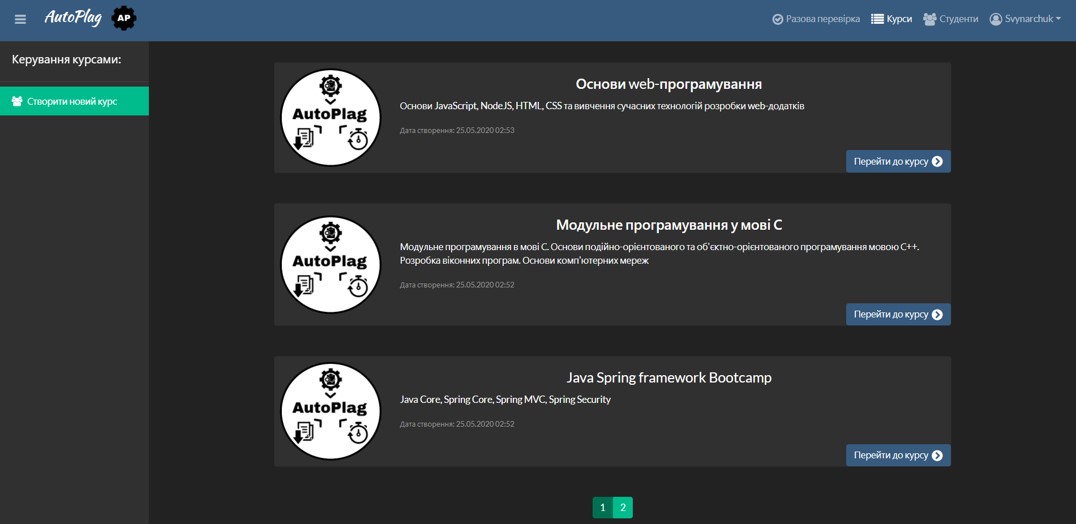 AutoPlag AP
Разова перевірка Курси Студенти Svynarchuk
Керування курсами:
Створити новий курс
AutoPlag
Основи web-програмування
Основи JavaScript, NodeJS, HTML, CSS та вивчення сучасних технологій розробки web-додатків
Дата створення: 25.05.2020 02:53
Перейти до курсу
AutoPlag
Модульне програмування у мові С
Модульне програмування в мові С. Основи подійно-орієнтованого та об'єктно-орієнтованого програмування мовою С++.
Розробка віконних програм. Основи комп'ютерних мереж
Дата створення: 25.05.2020 02:52
Перейти до курсу
AutoPlag
Java Spring framework Bootcamp
Java Core, Spring Core, Spring MVC, Spring Security
Дата створення: 25.05.2020 02:52
Перейти до курсу
1 2